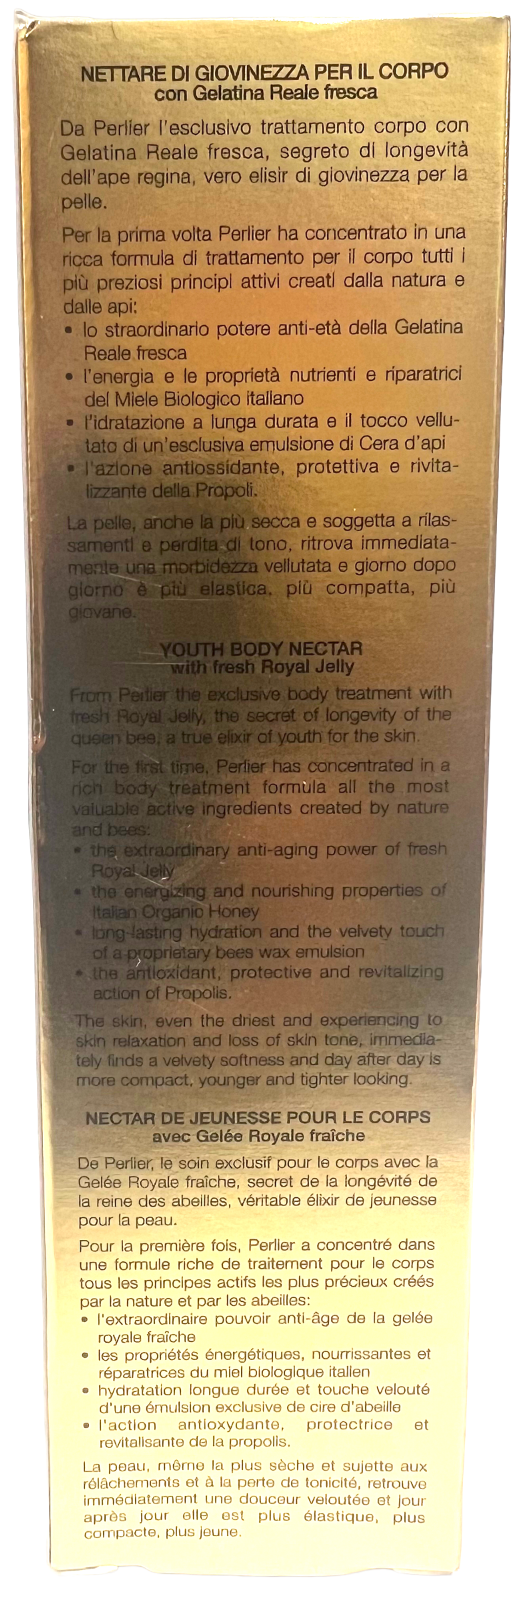 NETTARE DI GIOVINEZZA PER IL CORPO
con Gelatina Reale fresca
Da Perlier l'esclusivo trattamento corpo con
Gelatina Reale fresca, segreto di longevità
dell'ape regina, vero elisir di giovinezza per la
pelle.
Per la prima volta Perlier ha concentrato in una
ricca formula di trattamento per il corpo tutti i
più preziosi principi attivi creati dalla natura e
dalle api:
• lo straordinario potere anti-età della Gelatina
Reale fresca
• l'energia e le proprietà nutrienti e riparatrici
del Miele Biologico italiano
• l'idratazione a lunga durata e il tocco vellu-
tato di un'esclusiva emulsione di Cera d'api
• l'azione antiossidante, protettiva e rivita-
lizzante della Propoli.
La pelle, anche la più secca e soggetta a rilas-
samenti e perdita di tono, ritrova immediata-
mente una morbidezza vellutata e giorno dopo
giorno è più elastica, più compatta, più
giovane.
YOUTH BODY NECTAR
with fresh Royal Jelly
From Perlier the exclusive body treatment with
fresh Royal Jelly, the secret of longevity of the
queen bee, a true elixir of youth for the skin.
For the first time, Perlier has concentrated in a
rich body treatment formula all the most
valuable active ingredients created by nature
and bees:
• the extraordinary anti-aging power of fresh
Royal Jelly
• the energizing and nourishing properties of
Italian Organic Honey
• long-lasting hydration and the velvety touch
of a proprietary bees wax emulsion
• the antioxidant, protective and revitalizing
action of Propolis.
The skin, even the driest and experiencing to
skin relaxation and loss of skin tone, immedia-
tely finds a velvety softness and day after day is
more compact, younger and tighter looking.
NECTAR DE JEUNESSE POUR LE CORPS
avec Gelée Royale fraîche
De Perlier, le soin exclusif pour le corps avec la
Gelée Royale fraîche, secret de la longévité de
la reine des abeilles, véritable élixir de jeunesse
pour la peau.
Pour la première fois, Perlier a concentré dans
une formule riche de traitement pour le corps
tous les principes actifs les plus précieux créés
par la nature et par les abeilles:
• l'extraordinaire pouvoir anti-âge de la gelée
royale fraîche
• les propriétés énergétiques, nourrissantes et
réparatrices du miel biologique italien
• hydratation longue durée et touche velouté
d'une émulsion exclusive de cire d'abeille
• l'action antioxydante, protectrice et
revitalisante de la propolis.
La peau, même la plus sèche et sujette aux
rélâchements et à la perte de tonicité, retrouve
immédiatement une douceur veloutée et jour
après jour elle est plus élastique, plus
compacte, plus jeune.